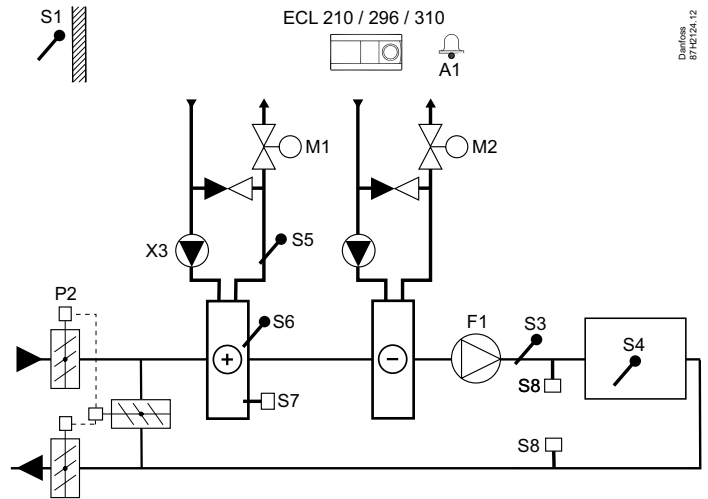 S1
ECL 210 / 296 / 310
A1
Danfoss
87H2124.12
M1
M2
X3
S5
P2
S6
F1
S3
S4
+
−
S8
S7
S8